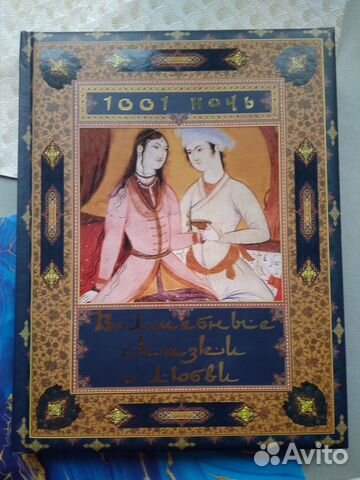 1001 ночь
Волшебные
сказки
о любви
Avito